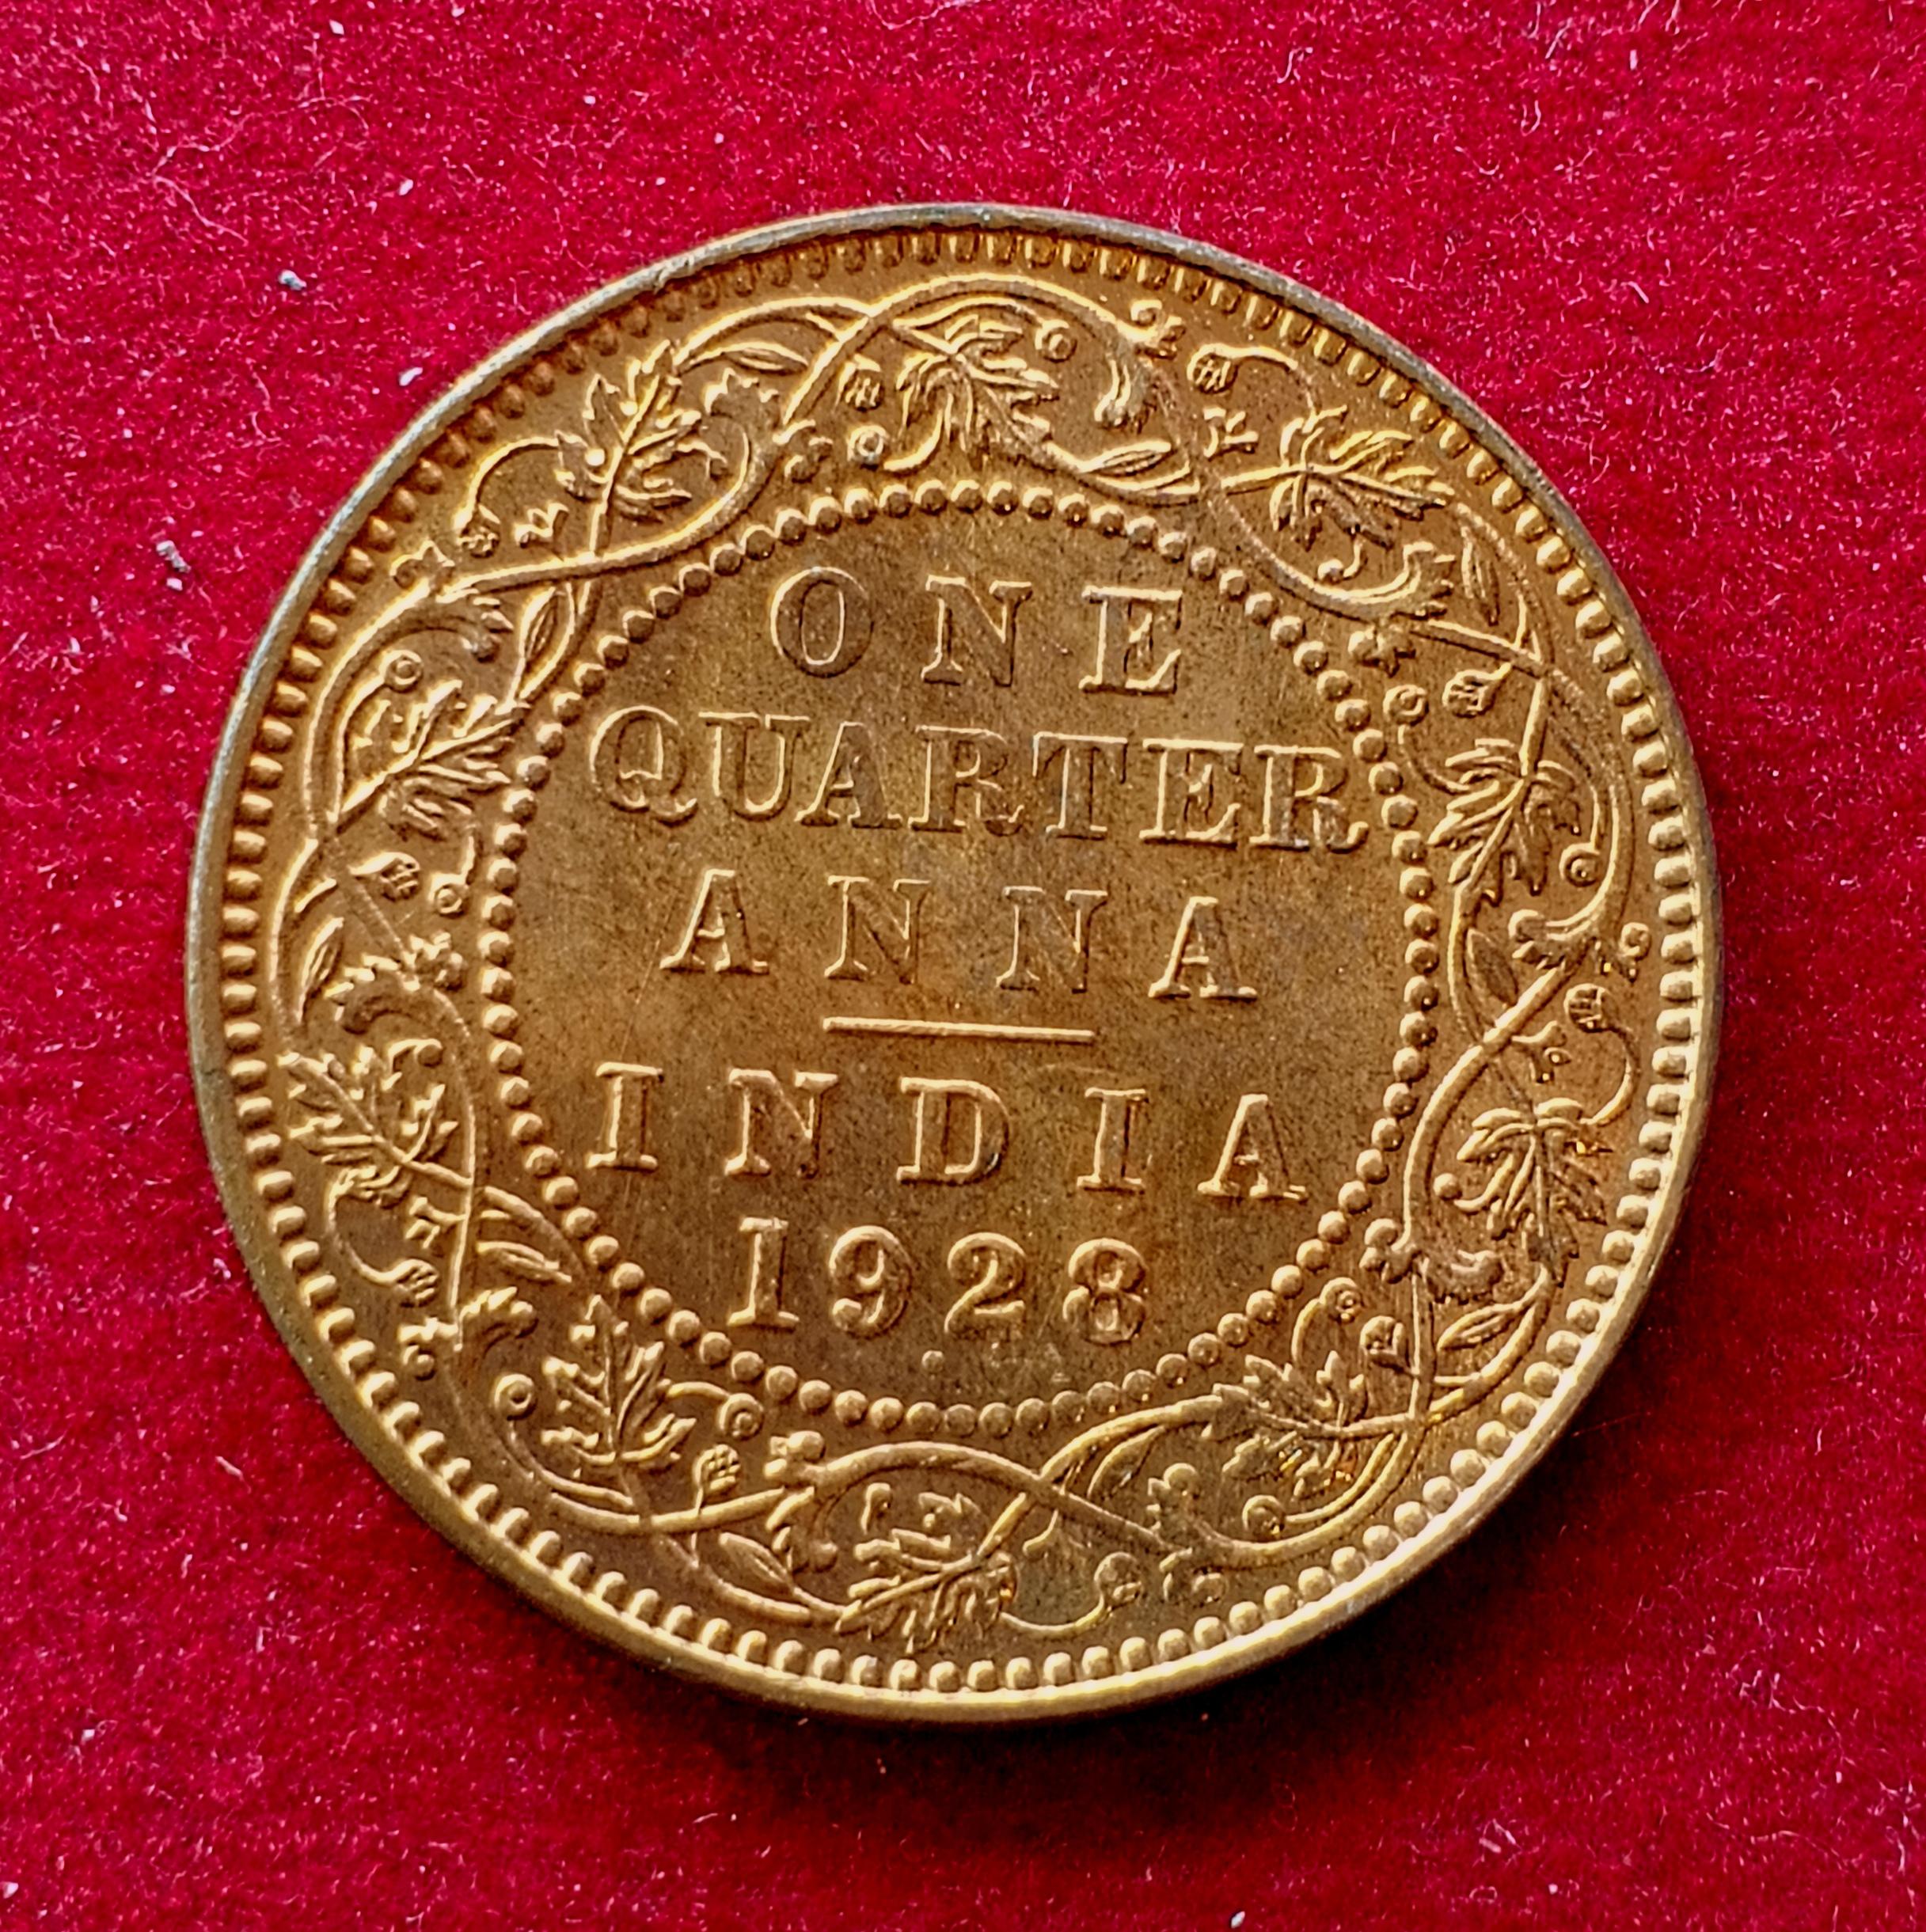 ONE
QUARTER
ANNA
INDIA
1928